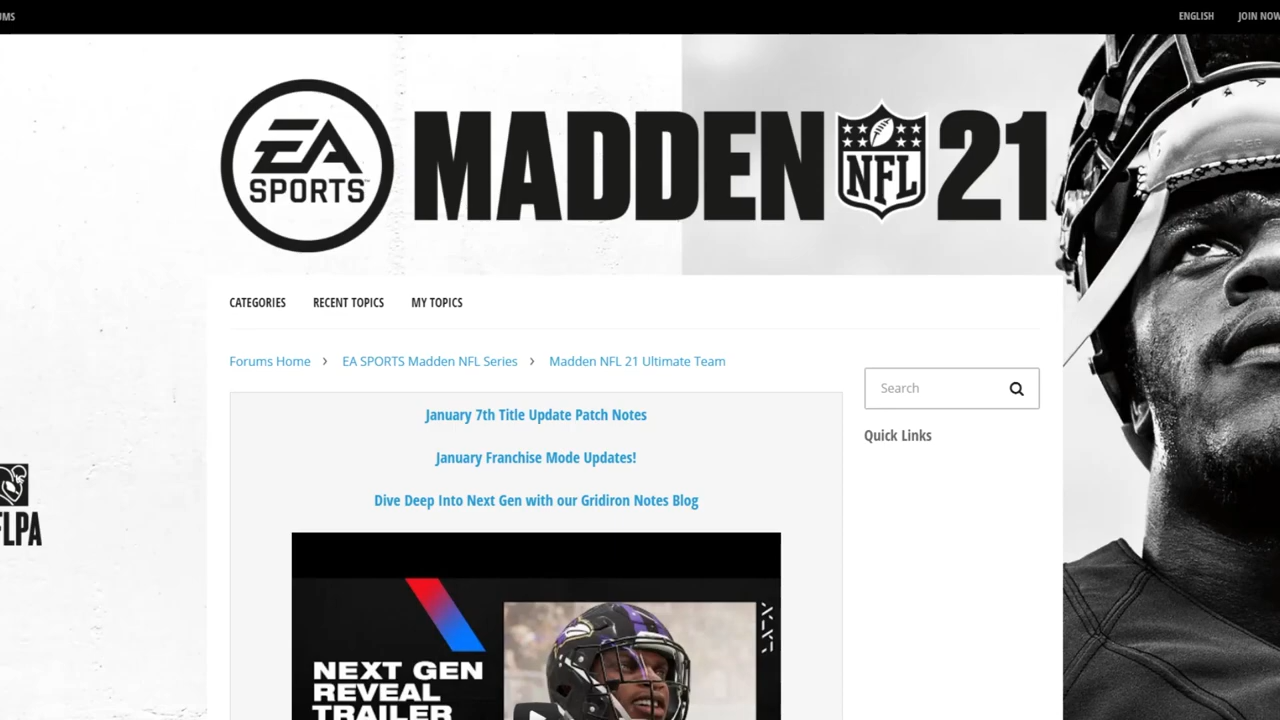 ENGLISH JOIN NOW
EA
SPORTS
MADDEN NFL 21
CATEGORIES RECENT TOPICS MY TOPICS
Forums Home › EA SPORTS Madden NFL Series › Madden NFL 21 Ultimate Team
Search
January 7th Title Update Patch Notes
Quick Links
January Franchise Mode Updates!
Dive Deep Into Next Gen with our Gridiron Notes Blog
NEXT GEN
REVEAL
TRAILER